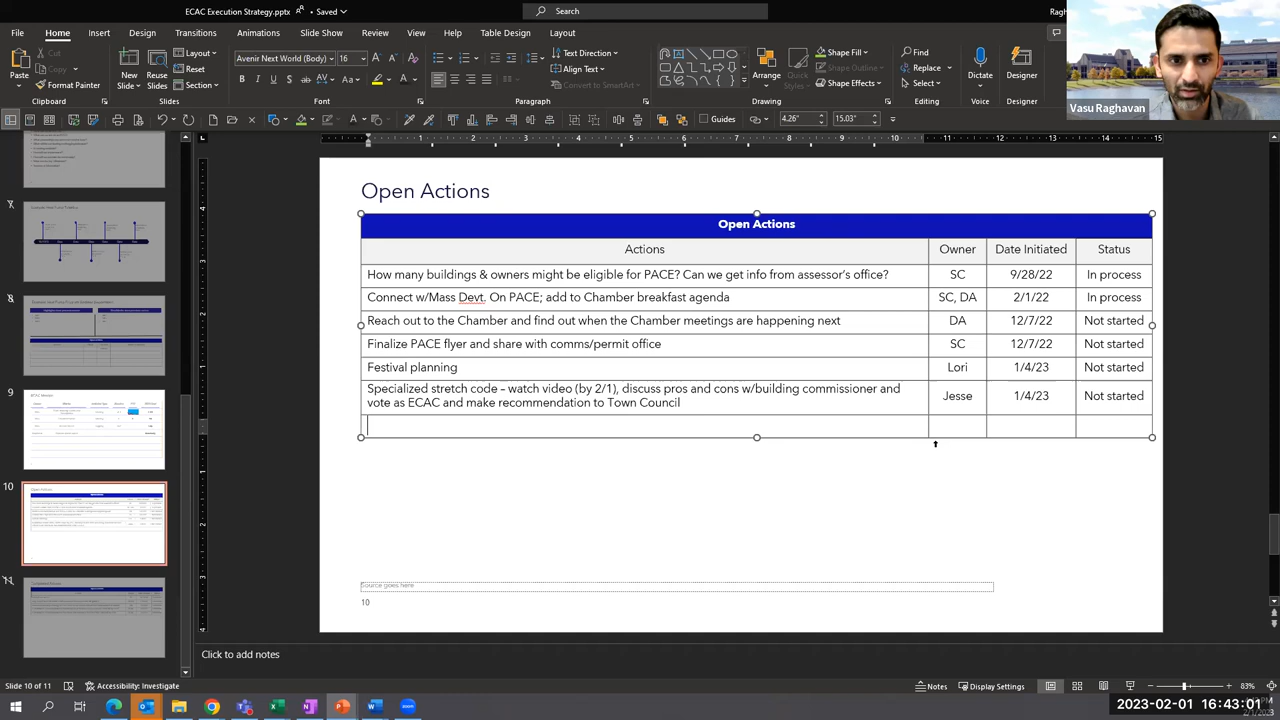 ECAC Execution Strategy.pptx
• Saved
Search
File
Home
Insert
Design
Transitions
Animations
Slide Show
Review
View
Table Design
Layout
Paste
Cut
Copy
Format Painter
Clipboard
New
Slide
Reuse
Slides
Layout
Reset
Section
Slides
Avenir Next World (Body)
16
Font
Text Direction
Align Text
Convert to SmartArt
Paragraph
Arrange
Quick
Styles
Shape Fill
Shape Outline
Shape Effects
Drawing
Find
Replace
Select
Editing
Dictate
Voice
Designer
Designer
Vasu Raghavan
Guides
4.26"
15.03"
8
9
10
Open Actions
Open Actions
Actions
Owner
Date Initiated
Status
How many buildings & owners might be eligible for PACE? Can we get info from assessor's office?
SC
9/28/22
In process
Connect w/Mass Devt. On PACE; add to Chamber breakfast agenda
SC, DA
2/1/22
In process
Reach out to the Chamber and find out when the Chamber meetings are happening next
DA
12/7/22
Not started
Finalize PACE flyer and share with comms/permit office
SC
12/7/22
Not started
Festival planning
Lori
1/4/23
Not started
Specialized stretch code – watch video (by 2/1), discuss pros and cons w/building commissioner and
vote as ECAC and make recommendation to Town Council
Jesse
1/4/23
Not started
Source goes here
10
Click to add notes
Slide 10 of 11
Accessibility: Investigate
Notes
Display Settings
83%
2023-02-01 16:43:01